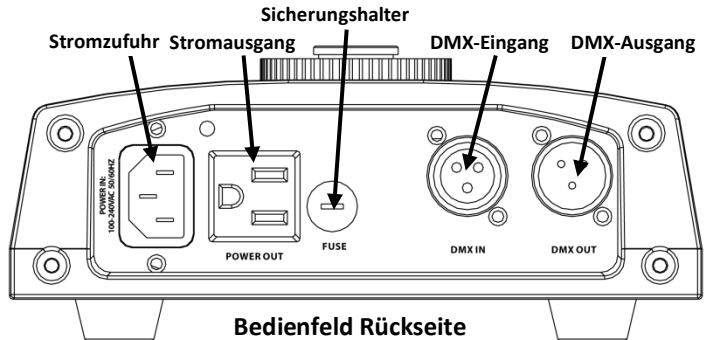 Sicherungshalter
Stromzufuhr Stromausgang DMX-Eingang DMX-Ausgang
POWER IN:
100-240VAC 50/60HZ
POWER OUT
FUSE
DMX IN
DMX OUT
Bedienfeld Rückseite